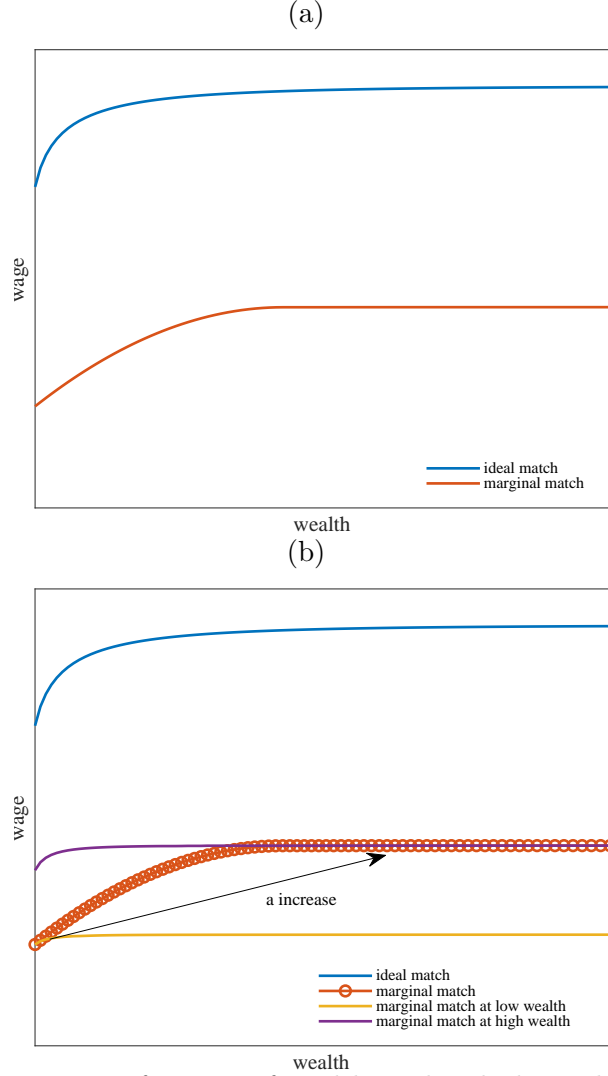 (a)
wage
ideal match
marginal match
wealth
(b)
wage
a increase
ideal match
marginal match
marginal match at low wealth
marginal match at high wealth
wealth